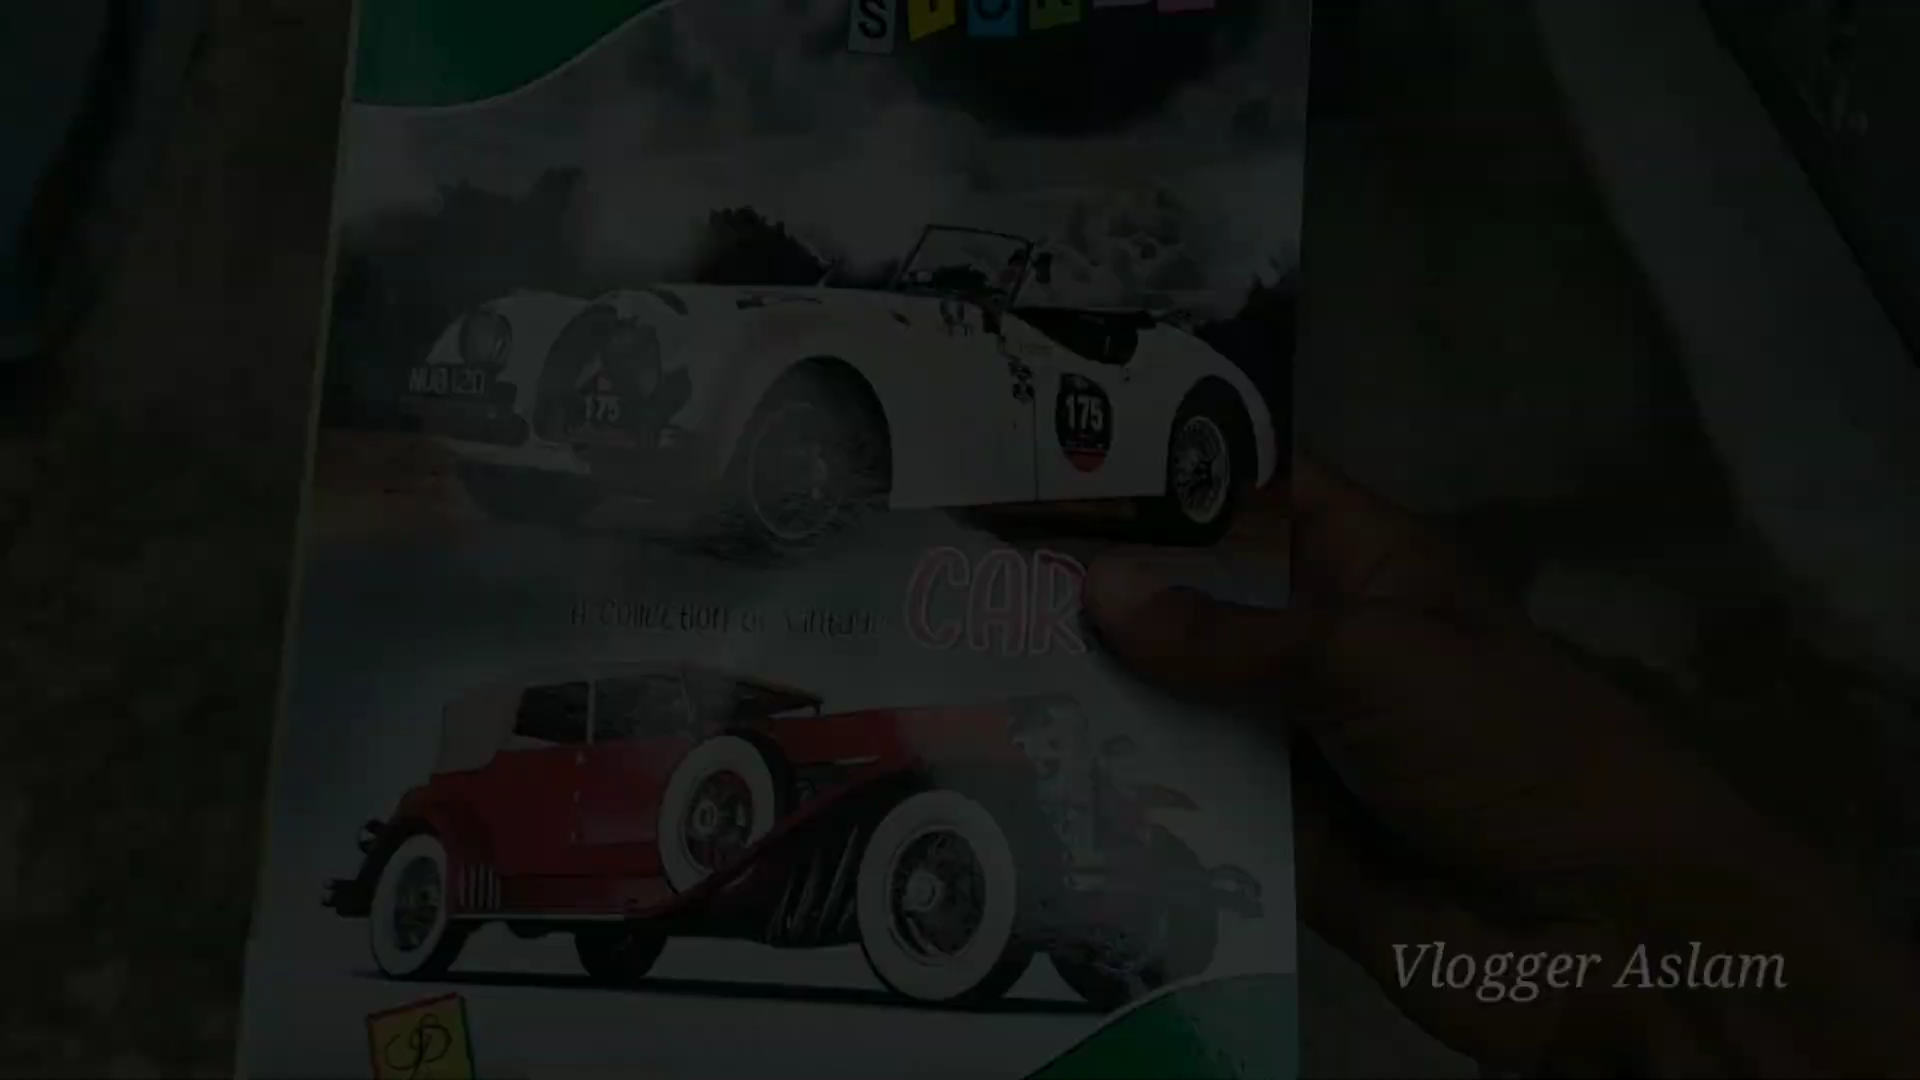 NUB 120
175
175
A collection of vintage CAR
Vlogger Aslam